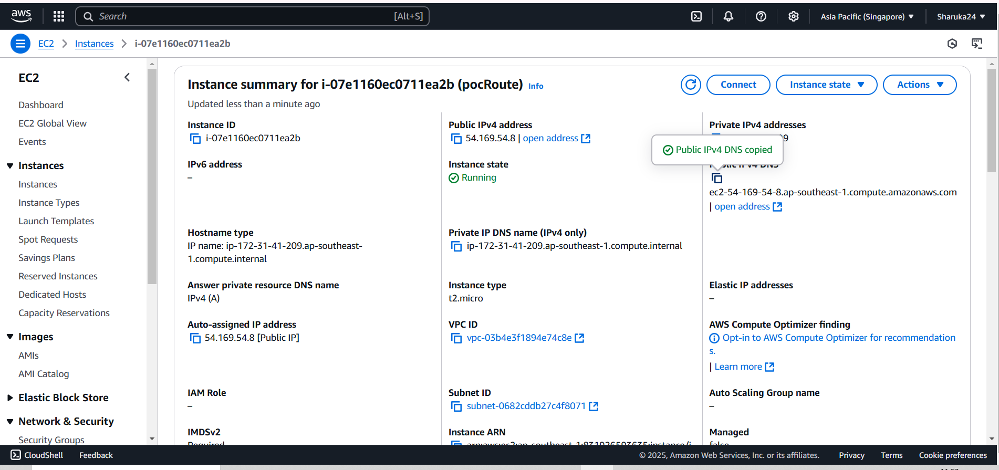 aws
Search
[Alt+S]
Asia Pacific (Singapore)
Sharuka24
EC2
Instances
i-07e1160ec0711ea2b
EC2
Dashboard
EC2 Global View
Events
Instances
Instances
Instance Types
Launch Templates
Spot Requests
Savings Plans
Reserved Instances
Dedicated Hosts
Capacity Reservations
Images
AMIs
AMI Catalog
Elastic Block Store
Network & Security
Security Groups
Instance summary for i-07e1160ec0711ea2b (pocRoute) Info
Updated less than a minute ago
Connect
Instance state
Actions
Instance ID
i-07e1160ec0711ea2b
Public IPv4 address
54.169.54.8 | open address
Private IPv4 addresses
9
Public IPv4 DNS copied
IPv6 address
–
Instance state
Running
Public IPv4 DNS
ec2-54-169-54-8.ap-southeast-1.compute.amazonaws.com
| open address
Hostname type
IP name: ip-172-31-41-209.ap-southeast-
1.compute.internal
Private IP DNS name (IPv4 only)
ip-172-31-41-209.ap-southeast-1.compute.internal
Answer private resource DNS name
IPv4 (A)
Instance type
t2.micro
Elastic IP addresses
–
Auto-assigned IP address
54.169.54.8 [Public IP]
VPC ID
vpc-03b4e3f1894e74c8e
AWS Compute Optimizer finding
Opt-in to AWS Compute Optimizer for recommendation
s.
| Learn more
IAM Role
–
Subnet ID
subnet-0682cddb27c4f8071
Auto Scaling Group name
–
IMDSv2
Required
Instance ARN
Managed
false
CloudShell
Feedback
© 2025, Amazon Web Services, Inc. or its affiliates.
Privacy
Terms
Cookie preferences